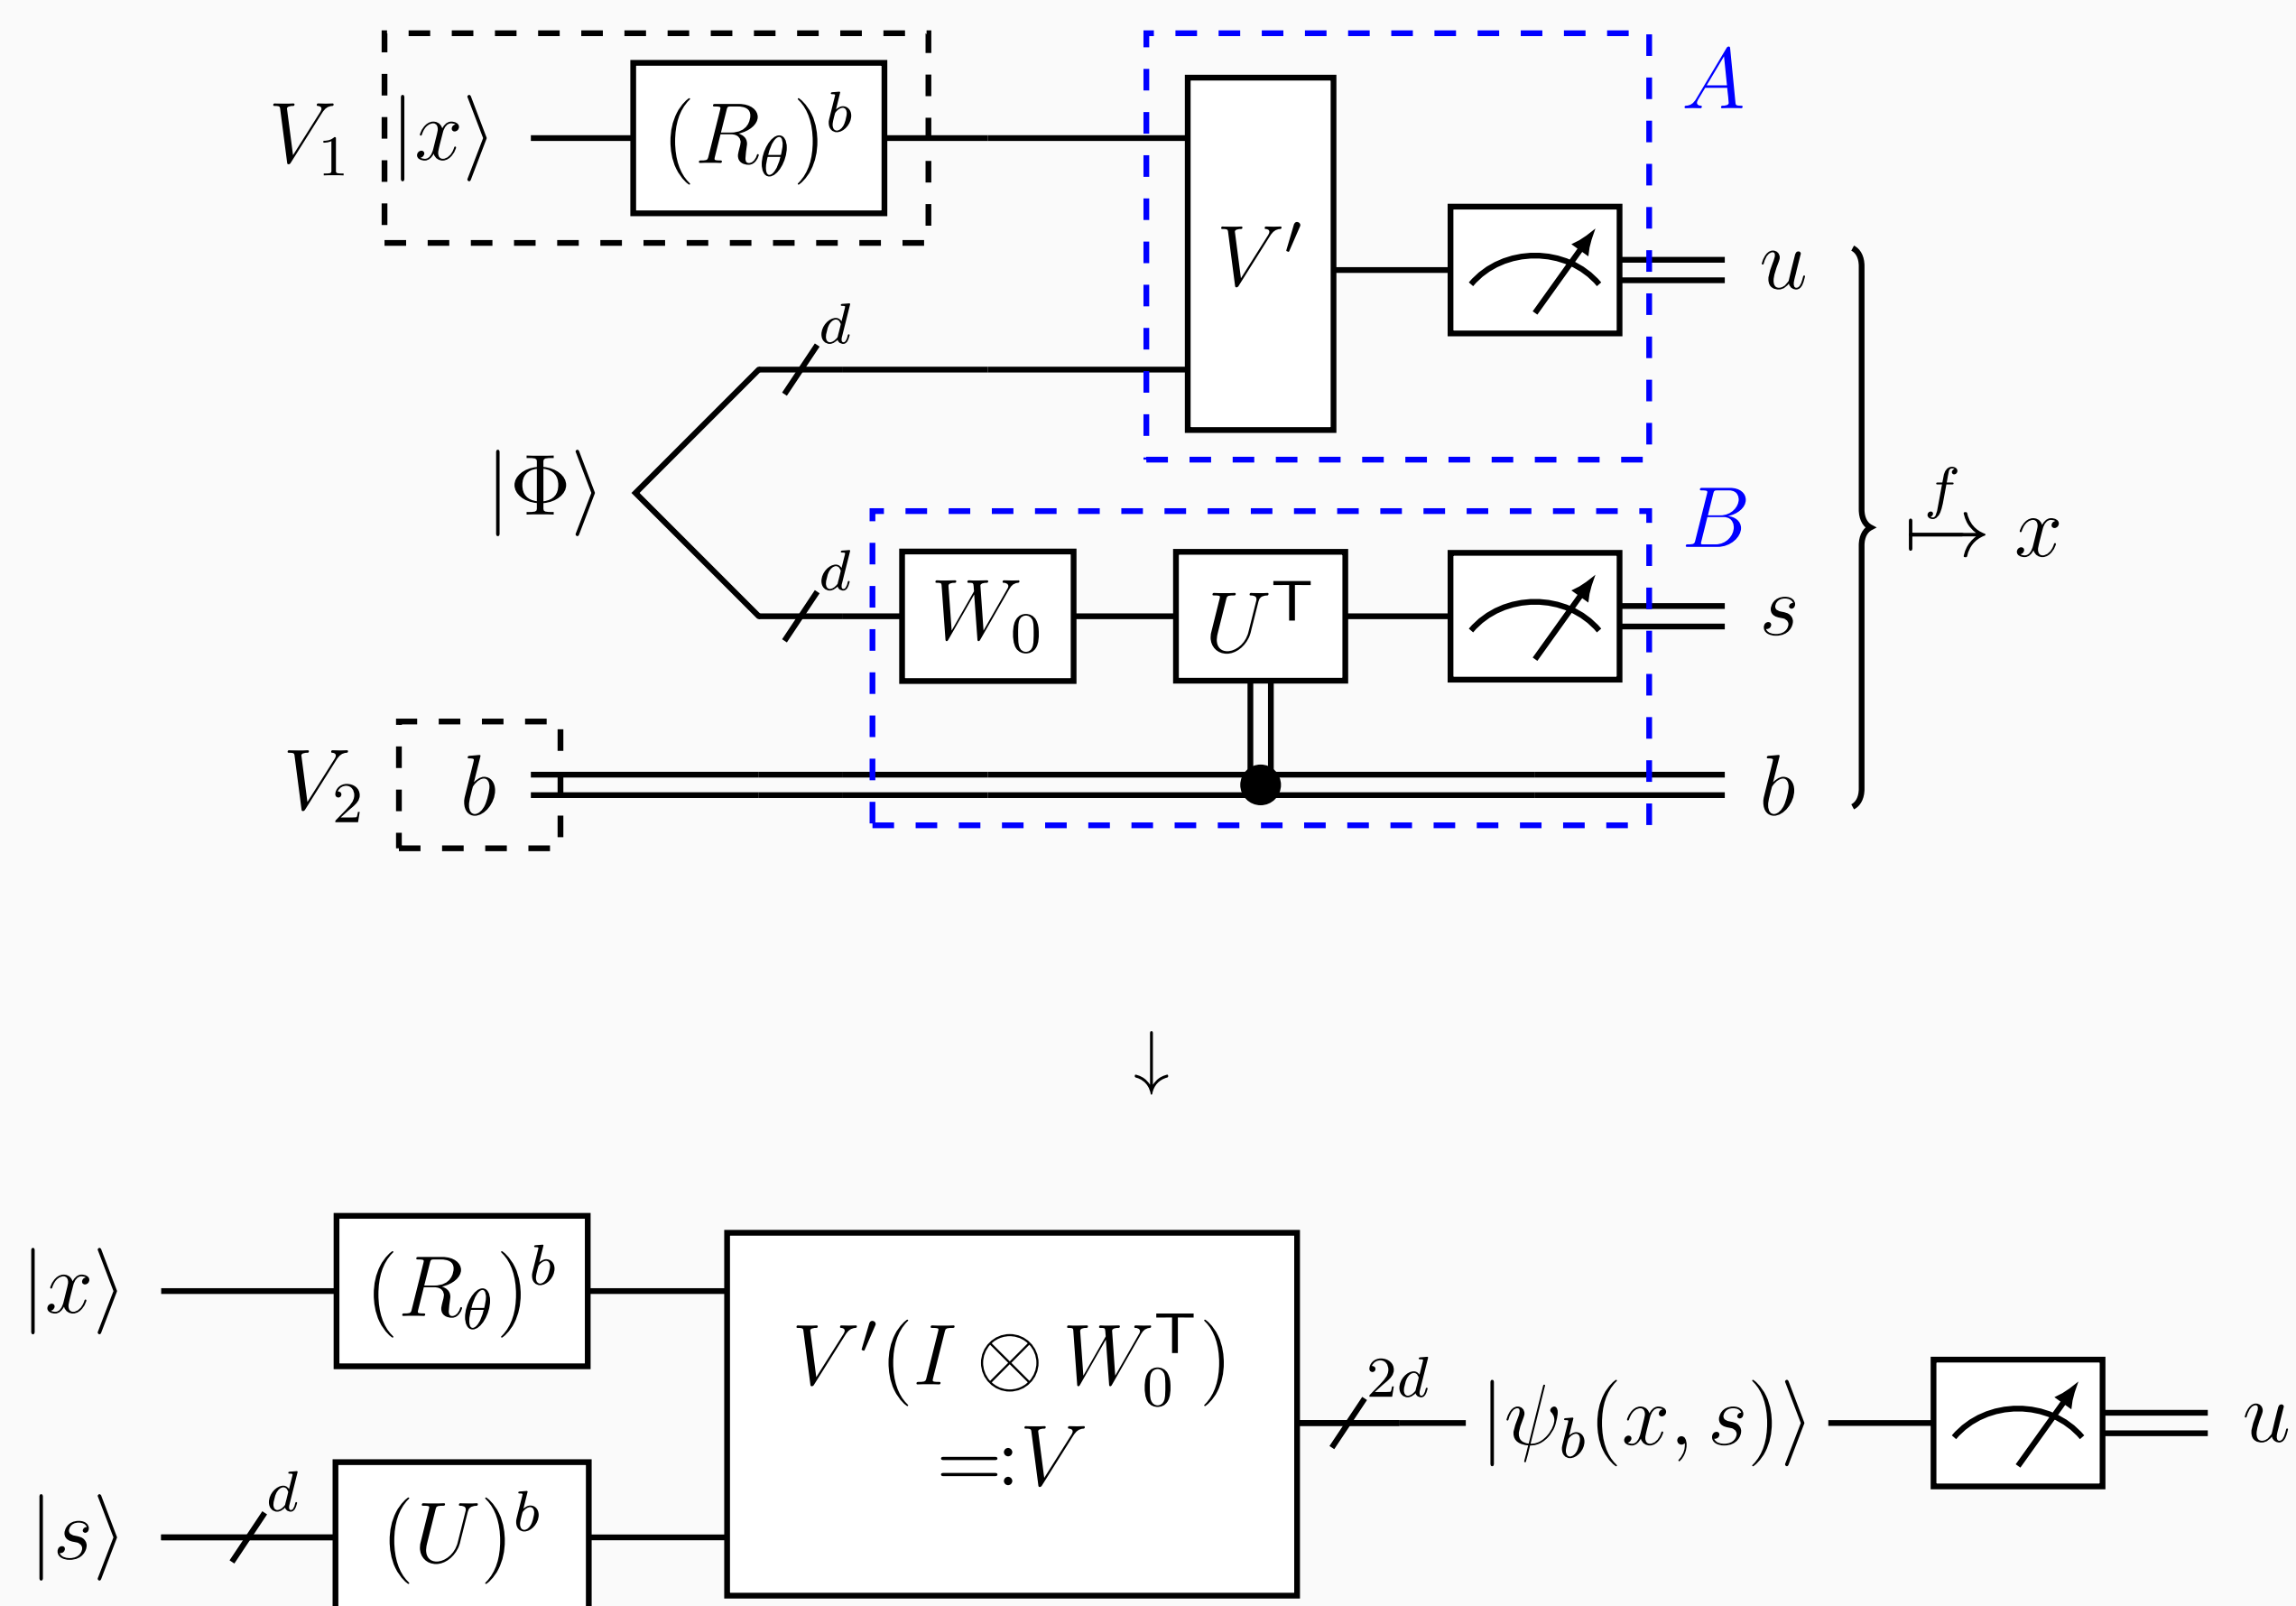 V₁ |x⟩ (R_θ)ᵇ A
V′ u
d
|Φ⟩ f ↦ x
B
d W₀ U^⊤ s
V₂ b b
↓
|x⟩ (R_θ)ᵇ
V′(I ⊗ W₀^⊤)
=:V
2d |ψ_b(x, s)⟩ u
d
|s⟩ (U)ᵇ